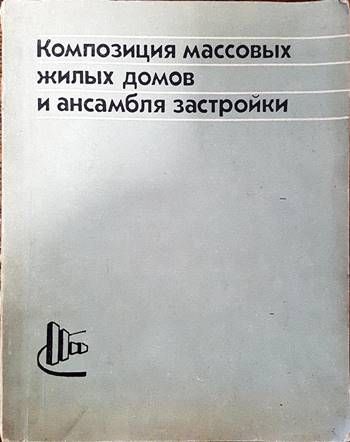 Композиция массовых
жилых домов
и ансамбля застройки